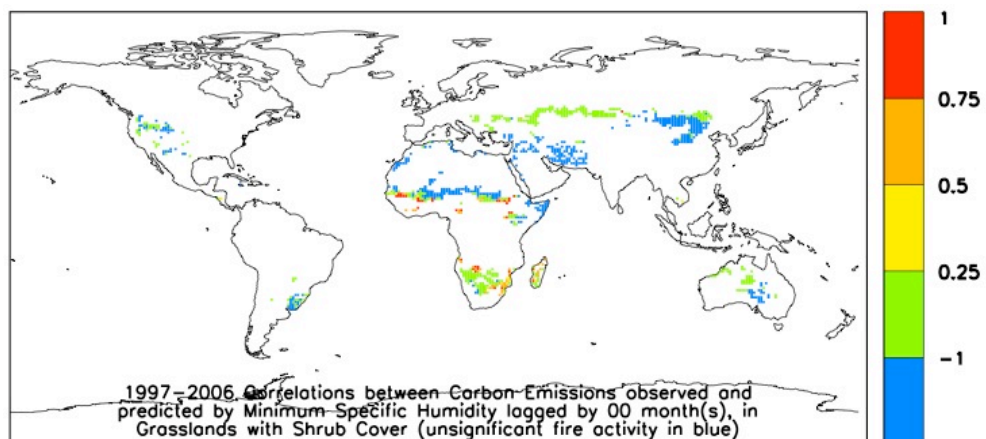 1
0.75
0.5
0.25
-1
1997-2006 Correlations between Carbon Emissions observed and
predicted by Minimum Specific Humidity lagged by 00 month(s), in
Grasslands with Shrub Cover (unsignificant fire activity in blue)